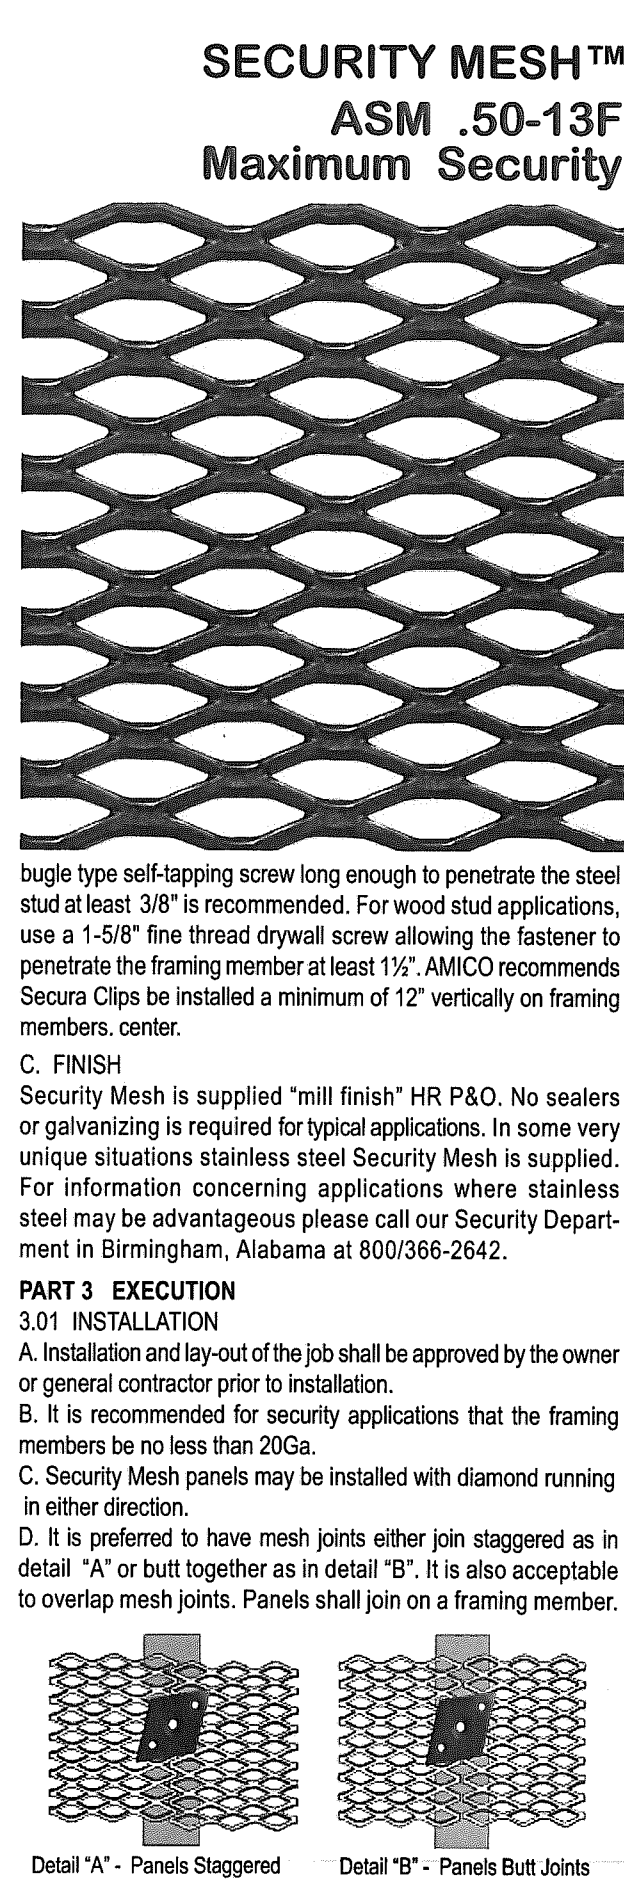 SECURITY MESH™
ASM .50-13F
Maximum Security
bugle type self-tapping screw long enough to penetrate the steel
stud at least 3/8" is recommended. For wood stud applications,
use a 1-5/8" fine thread drywall screw allowing the fastener to
penetrate the framing member at least 1½". AMICO recommends
Secura Clips be installed a minimum of 12" vertically on framing
members. center.
C. FINISH
Security Mesh is supplied "mill finish" HR P&O. No sealers
or galvanizing is required for typical applications. In some very
unique situations stainless steel Security Mesh is supplied.
For information concerning applications where stainless
steel may be advantageous please call our Security Depart-
ment in Birmingham, Alabama at 800/366-2642.
PART 3 EXECUTION
3.01 INSTALLATION
A. Installation and lay-out of the job shall be approved by the owner
or general contractor prior to installation.
B. It is recommended for security applications that the framing
members be no less than 20Ga.
C. Security Mesh panels may be installed with diamond running
in either direction.
D. It is preferred to have mesh joints either join staggered as in
detail "A" or butt together as in detail "B". It is also acceptable
to overlap mesh joints. Panels shall join on a framing member.
Detail "A" - Panels Staggered
Detail "B" - Panels Butt Joints